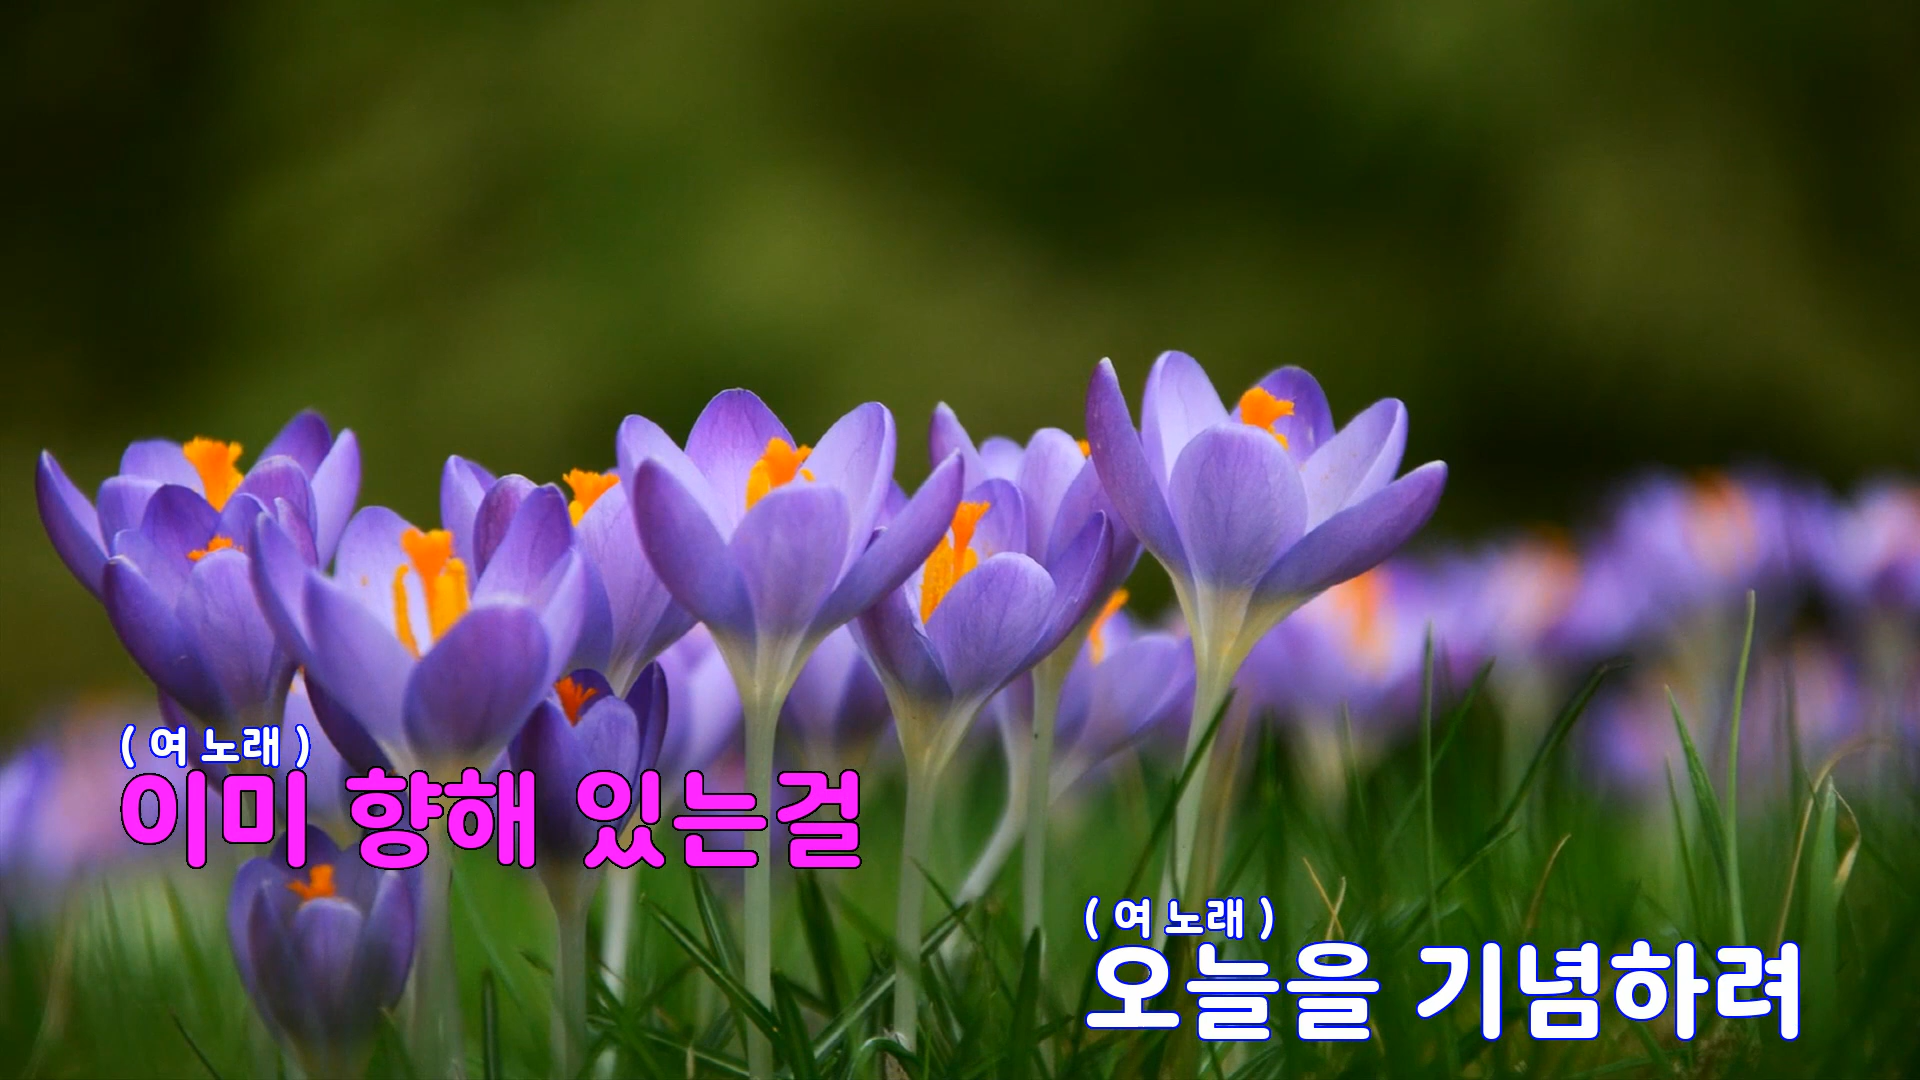 ( 여 노래 )
이미 향해 있는걸
( 여 노래 )
오늘을 기념하려